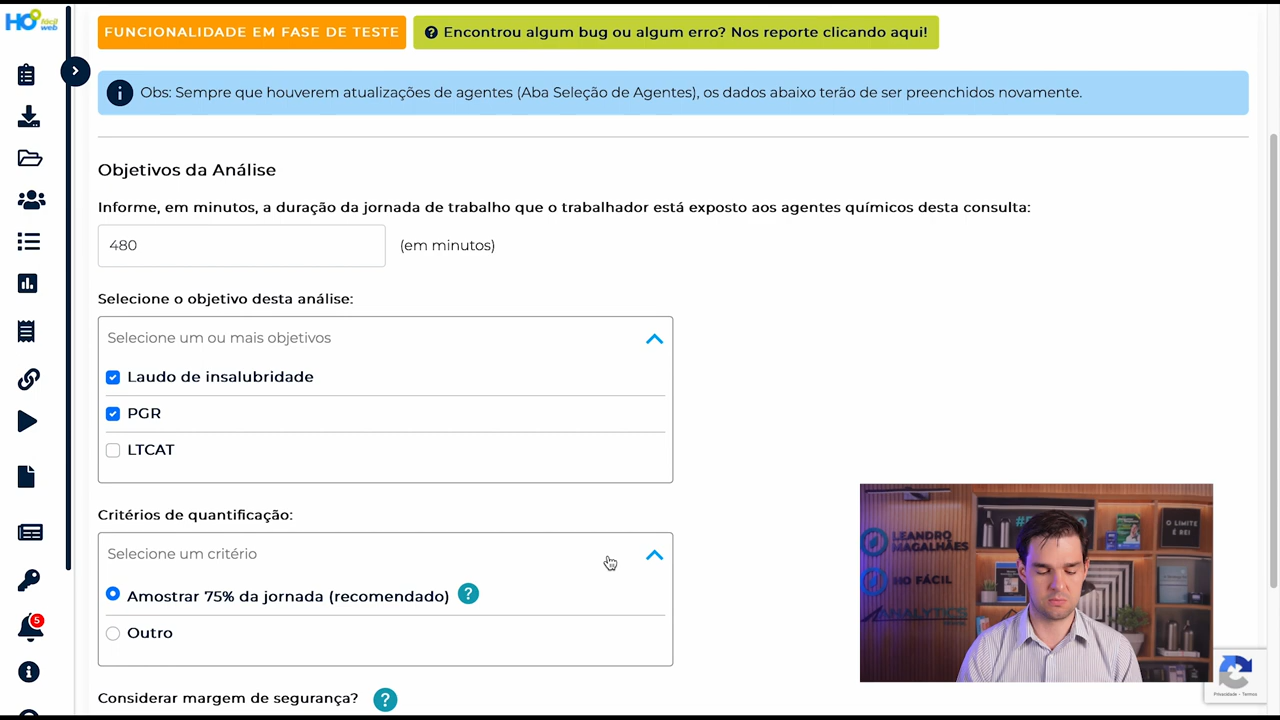 HO fácil web
FUNCIONALIDADE EM FASE DE TESTE
? Encontrou algum bug ou algum erro? Nos reporte clicando aqui!
Obs: Sempre que houverem atualizações de agentes (Aba Seleção de Agentes), os dados abaixo terão de ser preenchidos novamente.
Objetivos da Análise
Informe, em minutos, a duração da jornada de trabalho que o trabalhador está exposto aos agentes químicos desta consulta:
480 (em minutos)
Selecione o objetivo desta análise:
Selecione um ou mais objetivos
Laudo de insalubridade
PGR
LTCAT
Critérios de quantificação:
Selecione um critério
Amostrar 75% da jornada (recomendado) ?
Outro
Considerar margem de segurança? ?
5
LEANDRO
MAGALHÃES
HO FÁCIL
ANALYTICS
O LIMITE
É REI
Privacidade - Termos